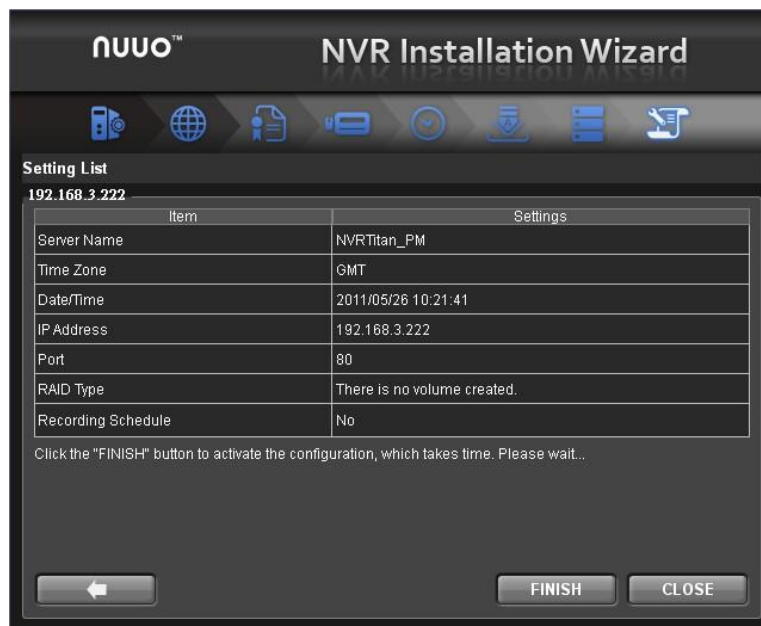 nuuo™ NVR Installation Wizard
Setting List
192.168.3.222
Item Settings
Server Name NVRTitan_PM
Time Zone GMT
Date/Time 2011/05/26 10:21:41
IP Address 192.168.3.222
Port 80
RAID Type There is no volume created.
Recording Schedule No
Click the "FINISH" button to activate the configuration, which takes time. Please wait...
FINISH CLOSE